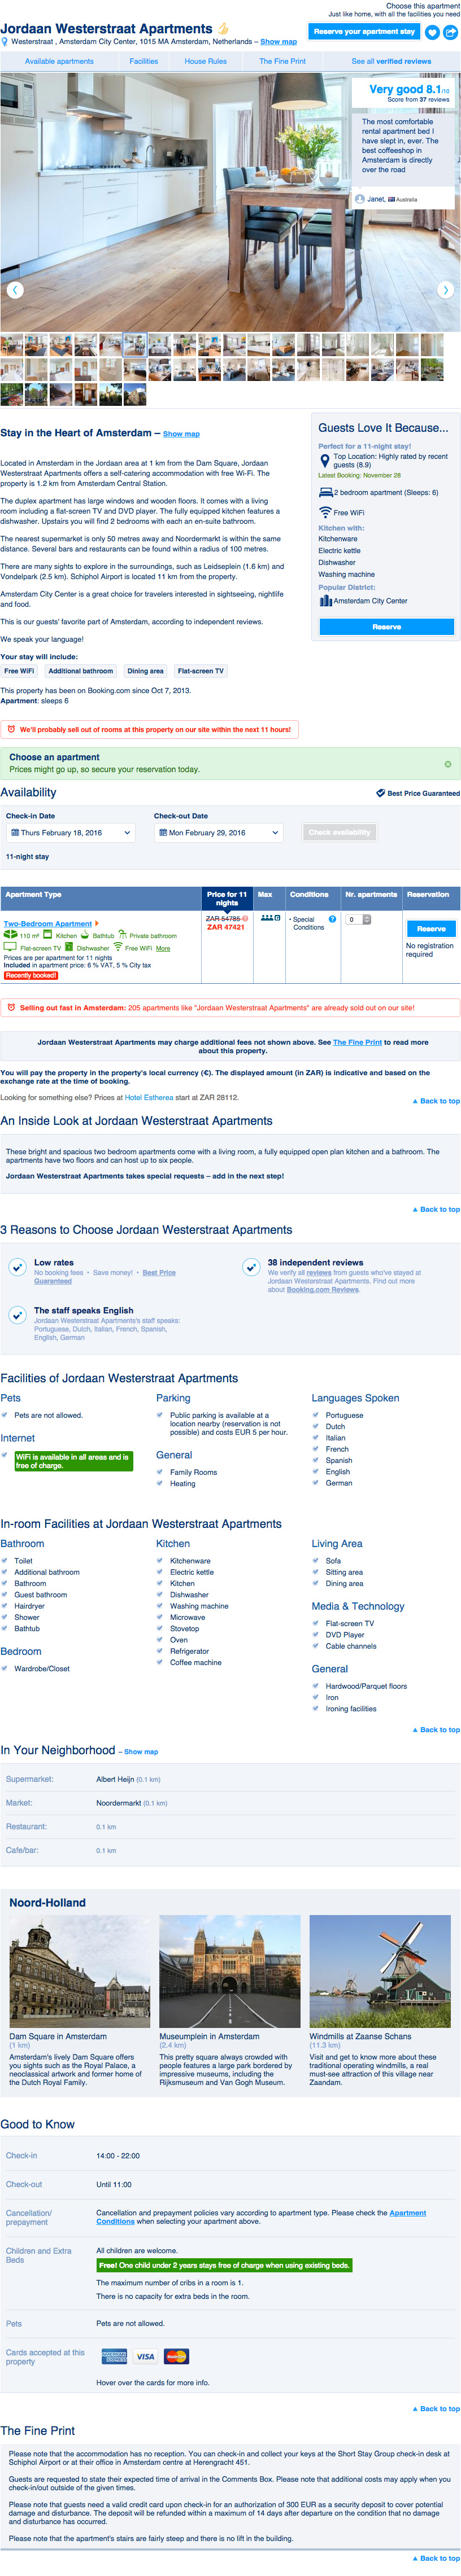 Choose this apartment
Just like home, with all the facilities you need
Jordaan Westerstraat Apartments
Reserve your apartment stay
Westerstraat , Amsterdam City Center, 1015 MA Amsterdam, Netherlands – Show map
Available apartments
Facilities
House Rules
The Fine Print
See all verified reviews
Very good 8.1/10
Score from 37 reviews
The most comfortable
rental apartment bed I
have slept in, ever. The
best coffeeshop in
Amsterdam is directly
over the road
Janet, Australia
Stay in the Heart of Amsterdam – Show map
Located in Amsterdam in the Jordaan area at 1 km from the Dam Square, Jordaan
Westerstraat Apartments offers a self-catering accommodation with free Wi-Fi. The
property is 1.2 km from Amsterdam Central Station.
The duplex apartment has large windows and wooden floors. It comes with a living
room including a flat-screen TV and DVD player. The fully equipped kitchen features a
dishwasher. Upstairs you will find 2 bedrooms with each an en-suite bathroom.
The nearest supermarket is only 50 metres away and Noordermarkt is within the same
distance. Several bars and restaurants can be found within a radius of 100 metres.
There are many sights to explore in the surroundings, such as Leidseplein (1.6 km) and
Vondelpark (2.5 km). Schiphol Airport is located 11 km from the property.
Amsterdam City Center is a great choice for travelers interested in sightseeing, nightlife
and food.
This is our guests' favorite part of Amsterdam, according to independent reviews.
We speak your language!
Your stay will include:
Free WiFi
Additional bathroom
Dining area
Flat-screen TV
This property has been on Booking.com since Oct 7, 2013.
Apartment: sleeps 6
Guests Love It Because...
Perfect for a 11-night stay!
Top Location: Highly rated by recent
guests (8.9)
Latest Booking: November 28
2 bedroom apartment (Sleeps: 6)
Free WiFi
Kitchen with:
Kitchenware
Electric kettle
Dishwasher
Washing machine
Popular District:
Amsterdam City Center
Reserve
We'll probably sell out of rooms at this property on our site within the next 11 hours!
Choose an apartment
Prices might go up, so secure your reservation today.
Availability
Best Price Guaranteed
Check-in Date
Check-out Date
Thurs February 18, 2016
Mon February 29, 2016
Check availability
11-night stay
Apartment Type
Price for 11
nights
Max
Conditions
Nr. apartments
Reservation
Two-Bedroom Apartment
110 m² Kitchen Bathtub Private bathroom
Flat-screen TV Dishwasher Free WiFi More
Prices are per apartment for 11 nights
Included in apartment price: 6 % VAT, 5 % City tax
Recently booked!
ZAR 54785
ZAR 47421
• Special
Conditions
0
Reserve
No registration
required
Selling out fast in Amsterdam: 205 apartments like "Jordaan Westerstraat Apartments" are already sold out on our site!
Jordaan Westerstraat Apartments may charge additional fees not shown above. See The Fine Print to read more
about this property.
You will pay the property in the property's local currency (€). The displayed amount (in ZAR) is indicative and based on the
exchange rate at the time of booking.
Looking for something else? Prices at Hotel Estherea start at ZAR 28112.
Back to top
An Inside Look at Jordaan Westerstraat Apartments
These bright and spacious two bedroom apartments come with a living room, a fully equipped open plan kitchen and a bathroom. The
apartments have two floors and can host up to six people.
Jordaan Westerstraat Apartments takes special requests – add in the next step!
Back to top
3 Reasons to Choose Jordaan Westerstraat Apartments
Low rates
No booking fees • Save money! • Best Price
Guaranteed
38 independent reviews
We verify all reviews from guests who've stayed at
Jordaan Westerstraat Apartments. Find out more
about Booking.com Reviews.
The staff speaks English
Jordaan Westerstraat Apartments's staff speaks:
Portuguese, Dutch, Italian, French, Spanish,
English, German
Facilities of Jordaan Westerstraat Apartments
Pets
Pets are not allowed.
Internet
WiFi is available in all areas and is
free of charge.
Parking
Public parking is available at a
location nearby (reservation is not
possible) and costs EUR 5 per hour.
General
Family Rooms
Heating
Languages Spoken
Portuguese
Dutch
Italian
French
Spanish
English
German
In-room Facilities at Jordaan Westerstraat Apartments
Bathroom
Toilet
Additional bathroom
Bathroom
Guest bathroom
Hairdryer
Shower
Bathtub
Bedroom
Wardrobe/Closet
Kitchen
Kitchenware
Electric kettle
Kitchen
Dishwasher
Washing machine
Microwave
Stovetop
Oven
Refrigerator
Coffee machine
Living Area
Sofa
Sitting area
Dining area
Media & Technology
Flat-screen TV
DVD Player
Cable channels
General
Hardwood/Parquet floors
Iron
Ironing facilities
Back to top
In Your Neighborhood – Show map
Supermarket: Albert Heijn (0.1 km)
Market: Noordermarkt (0.1 km)
Restaurant: 0.1 km
Cafe/bar: 0.1 km
Noord-Holland
Dam Square in Amsterdam
(1 km)
Amsterdam's lively Dam Square offers
you sights such as the Royal Palace, a
neoclassical artwork and former home of
the Dutch Royal Family.
Museumplein in Amsterdam
(2.4 km)
This pretty square always crowded with
people features a large park bordered by
impressive museums, including the
Rijksmuseum and Van Gogh Museum.
Windmills at Zaanse Schans
(11.3 km)
Visit and get to know more about these
traditional operating windmills, a real
must-see attraction of this village near
Zaandam.
Good to Know
Check-in
14:00 - 22:00
Check-out
Until 11:00
Cancellation/
prepayment
Cancellation and prepayment policies vary according to apartment type. Please check the Apartment
Conditions when selecting your apartment above.
Children and Extra
Beds
All children are welcome.
Free! One child under 2 years stays free of charge when using existing beds.
The maximum number of cribs in a room is 1.
There is no capacity for extra beds in the room.
Pets
Pets are not allowed.
Cards accepted at this
property
AMERICAN EXPRESS
VISA
MasterCard
Hover over the cards for more info.
Back to top
The Fine Print
Please note that the accommodation has no reception. You can check-in and collect your keys at the Short Stay Group check-in desk at
Schiphol Airport or at their office in Amsterdam centre at Herengracht 451.
Guests are requested to state their expected time of arrival in the Comments Box. Please note that additional costs may apply when you
check-in/out outside of the given times.
Please note that guests need a valid credit card upon check-in for an authorization of 300 EUR as a security deposit to cover potential
damage and disturbance. The deposit will be refunded within a maximum of 14 days after departure on the condition that no damage
and disturbance has occurred.
Please note that the apartment's stairs are fairly steep and there is no lift in the building.
Back to top